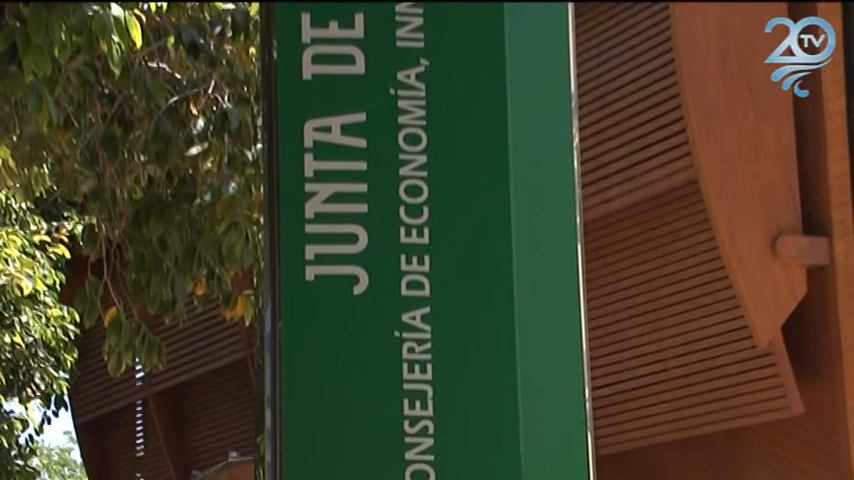 JUNTA DE
CONSEJERÍA DE ECONOMÍA, INN
20
TV